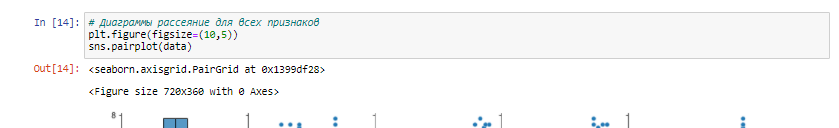 In [14]: # Диаграммы рассеяние для всех признаков
plt.figure(figsize=(10,5))
sns.pairplot(data)
Out[14]: <seaborn.axisgrid.PairGrid at 0x1399df28>
<Figure size 720x360 with 0 Axes>
8